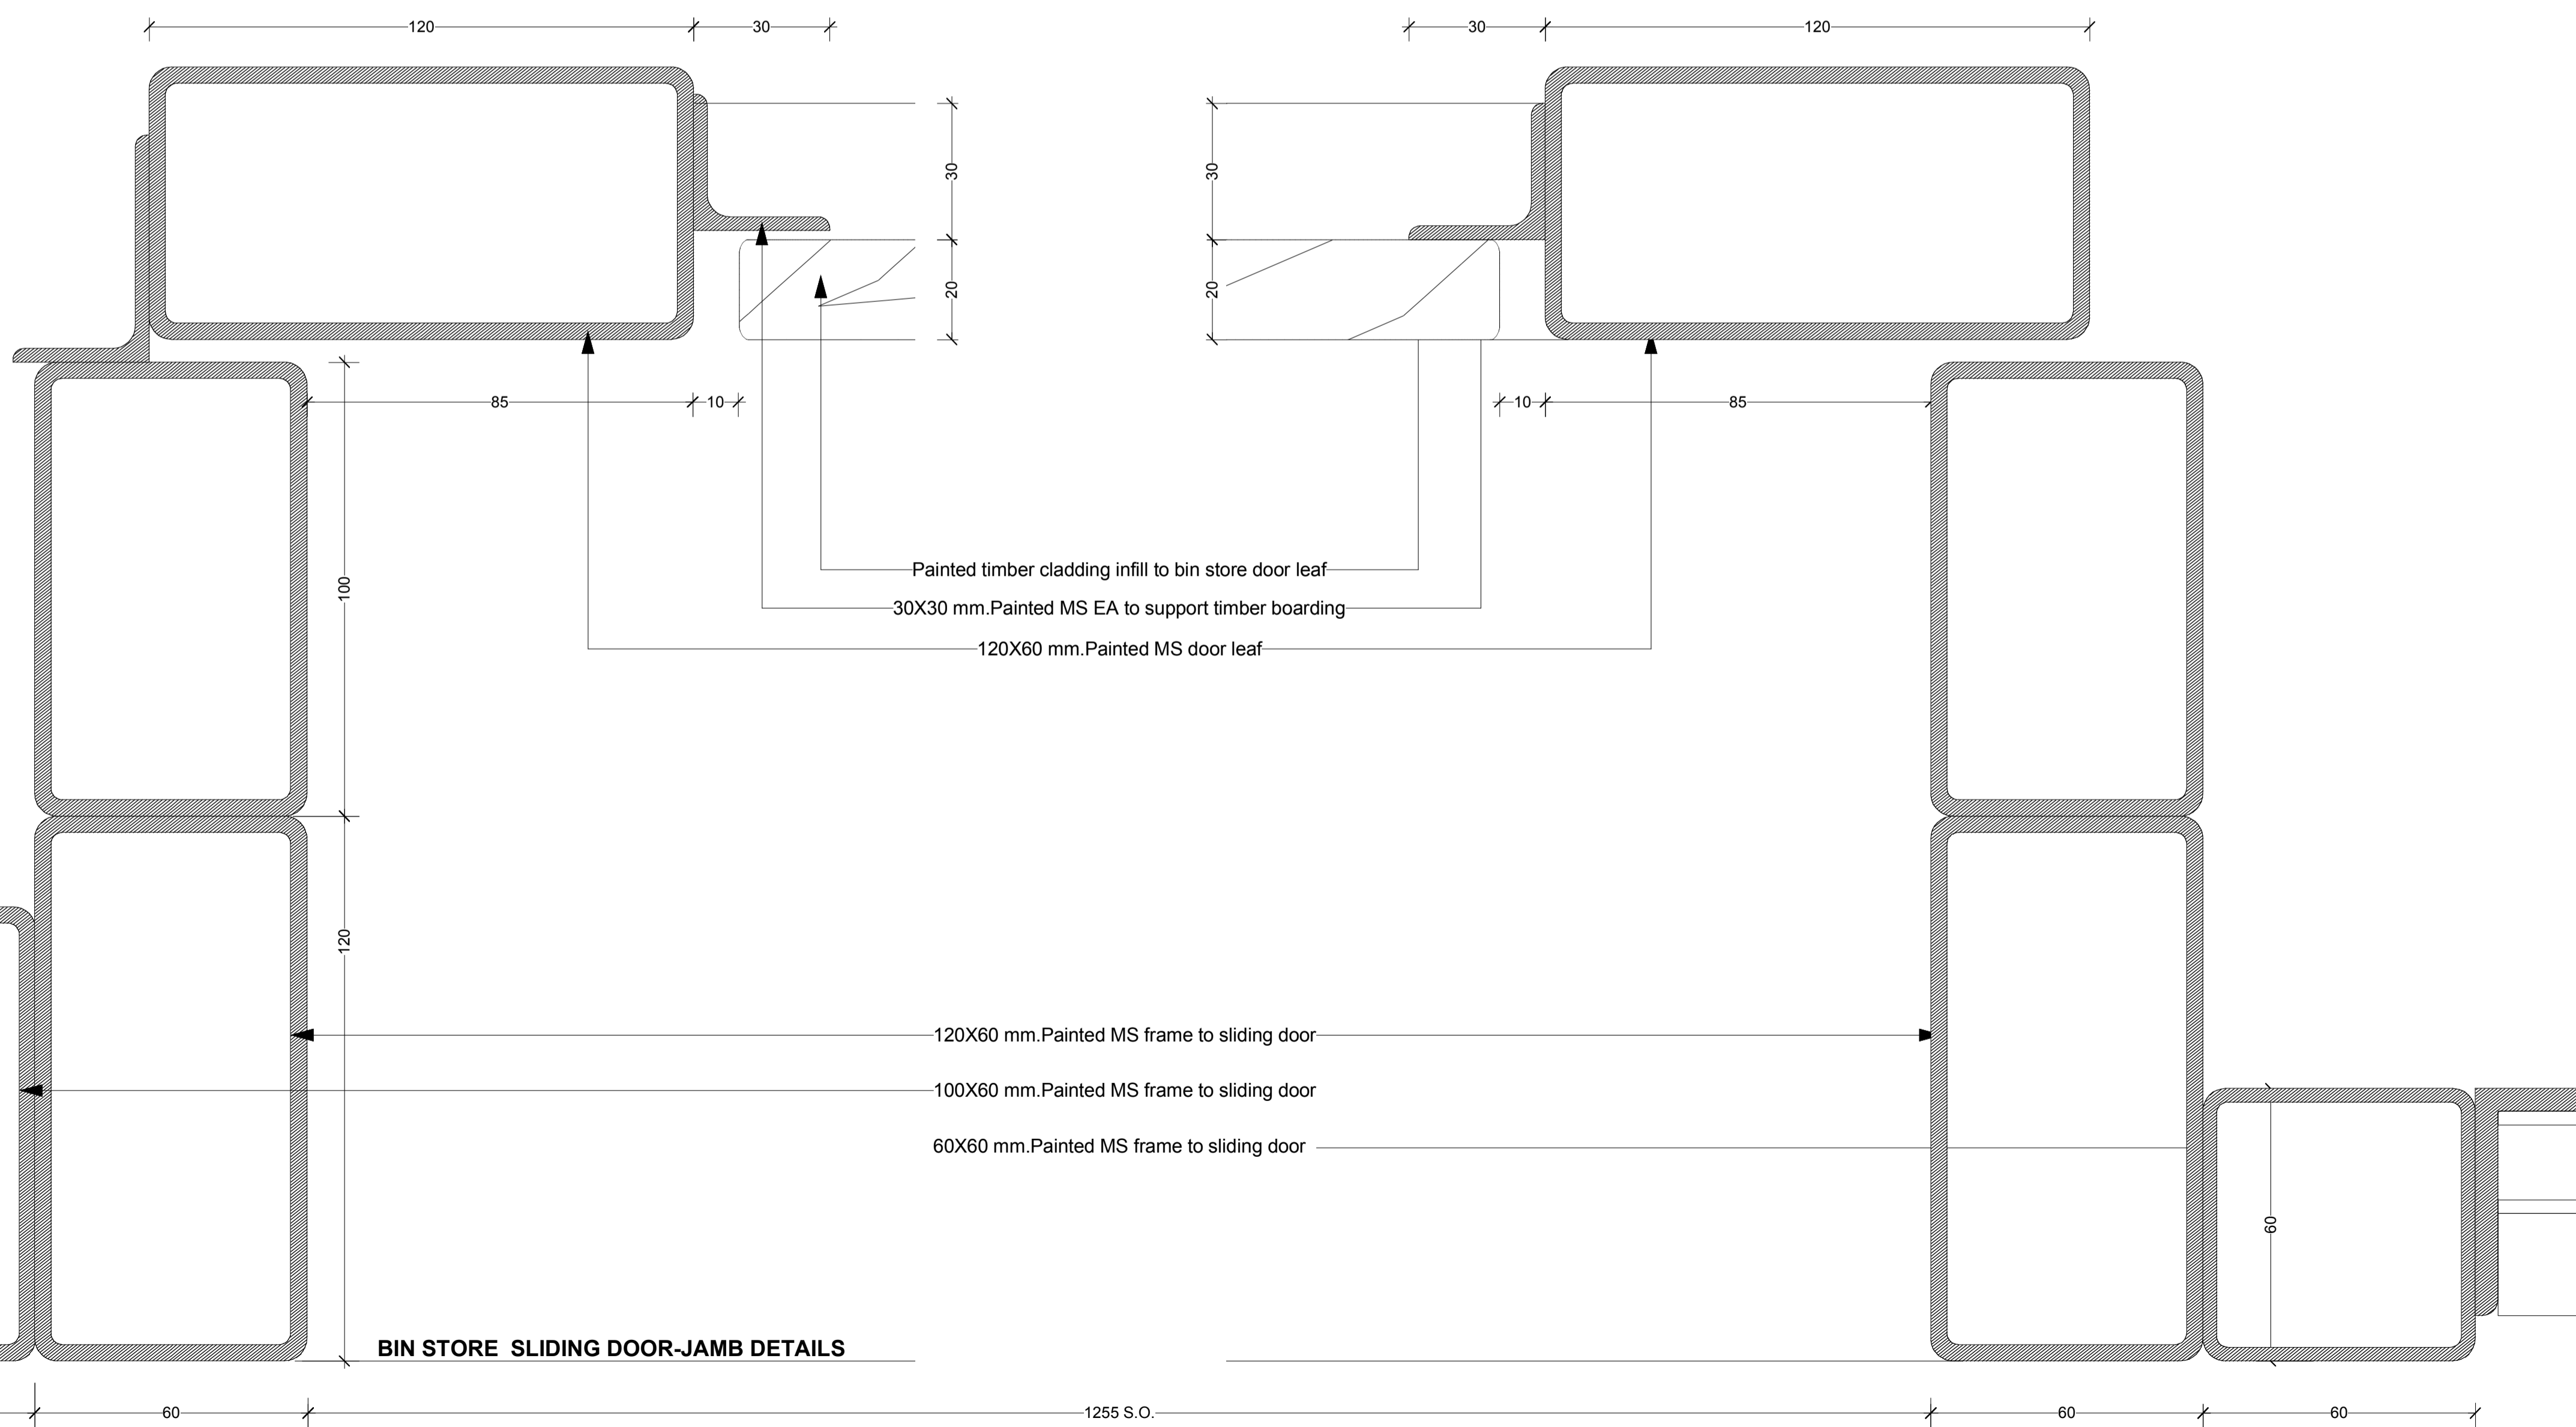 120 30 30 120
30 30
20 20
85 10 10 85
Painted timber cladding infill to bin store door leaf
100
30X30 mm.Painted MS EA to support timber boarding
120X60 mm.Painted MS door leaf
120
120X60 mm.Painted MS frame to sliding door
100X60 mm.Painted MS frame to sliding door
60X60 mm.Painted MS frame to sliding door
60
BIN STORE SLIDING DOOR-JAMB DETAILS
60 1255 S.O. 60 60